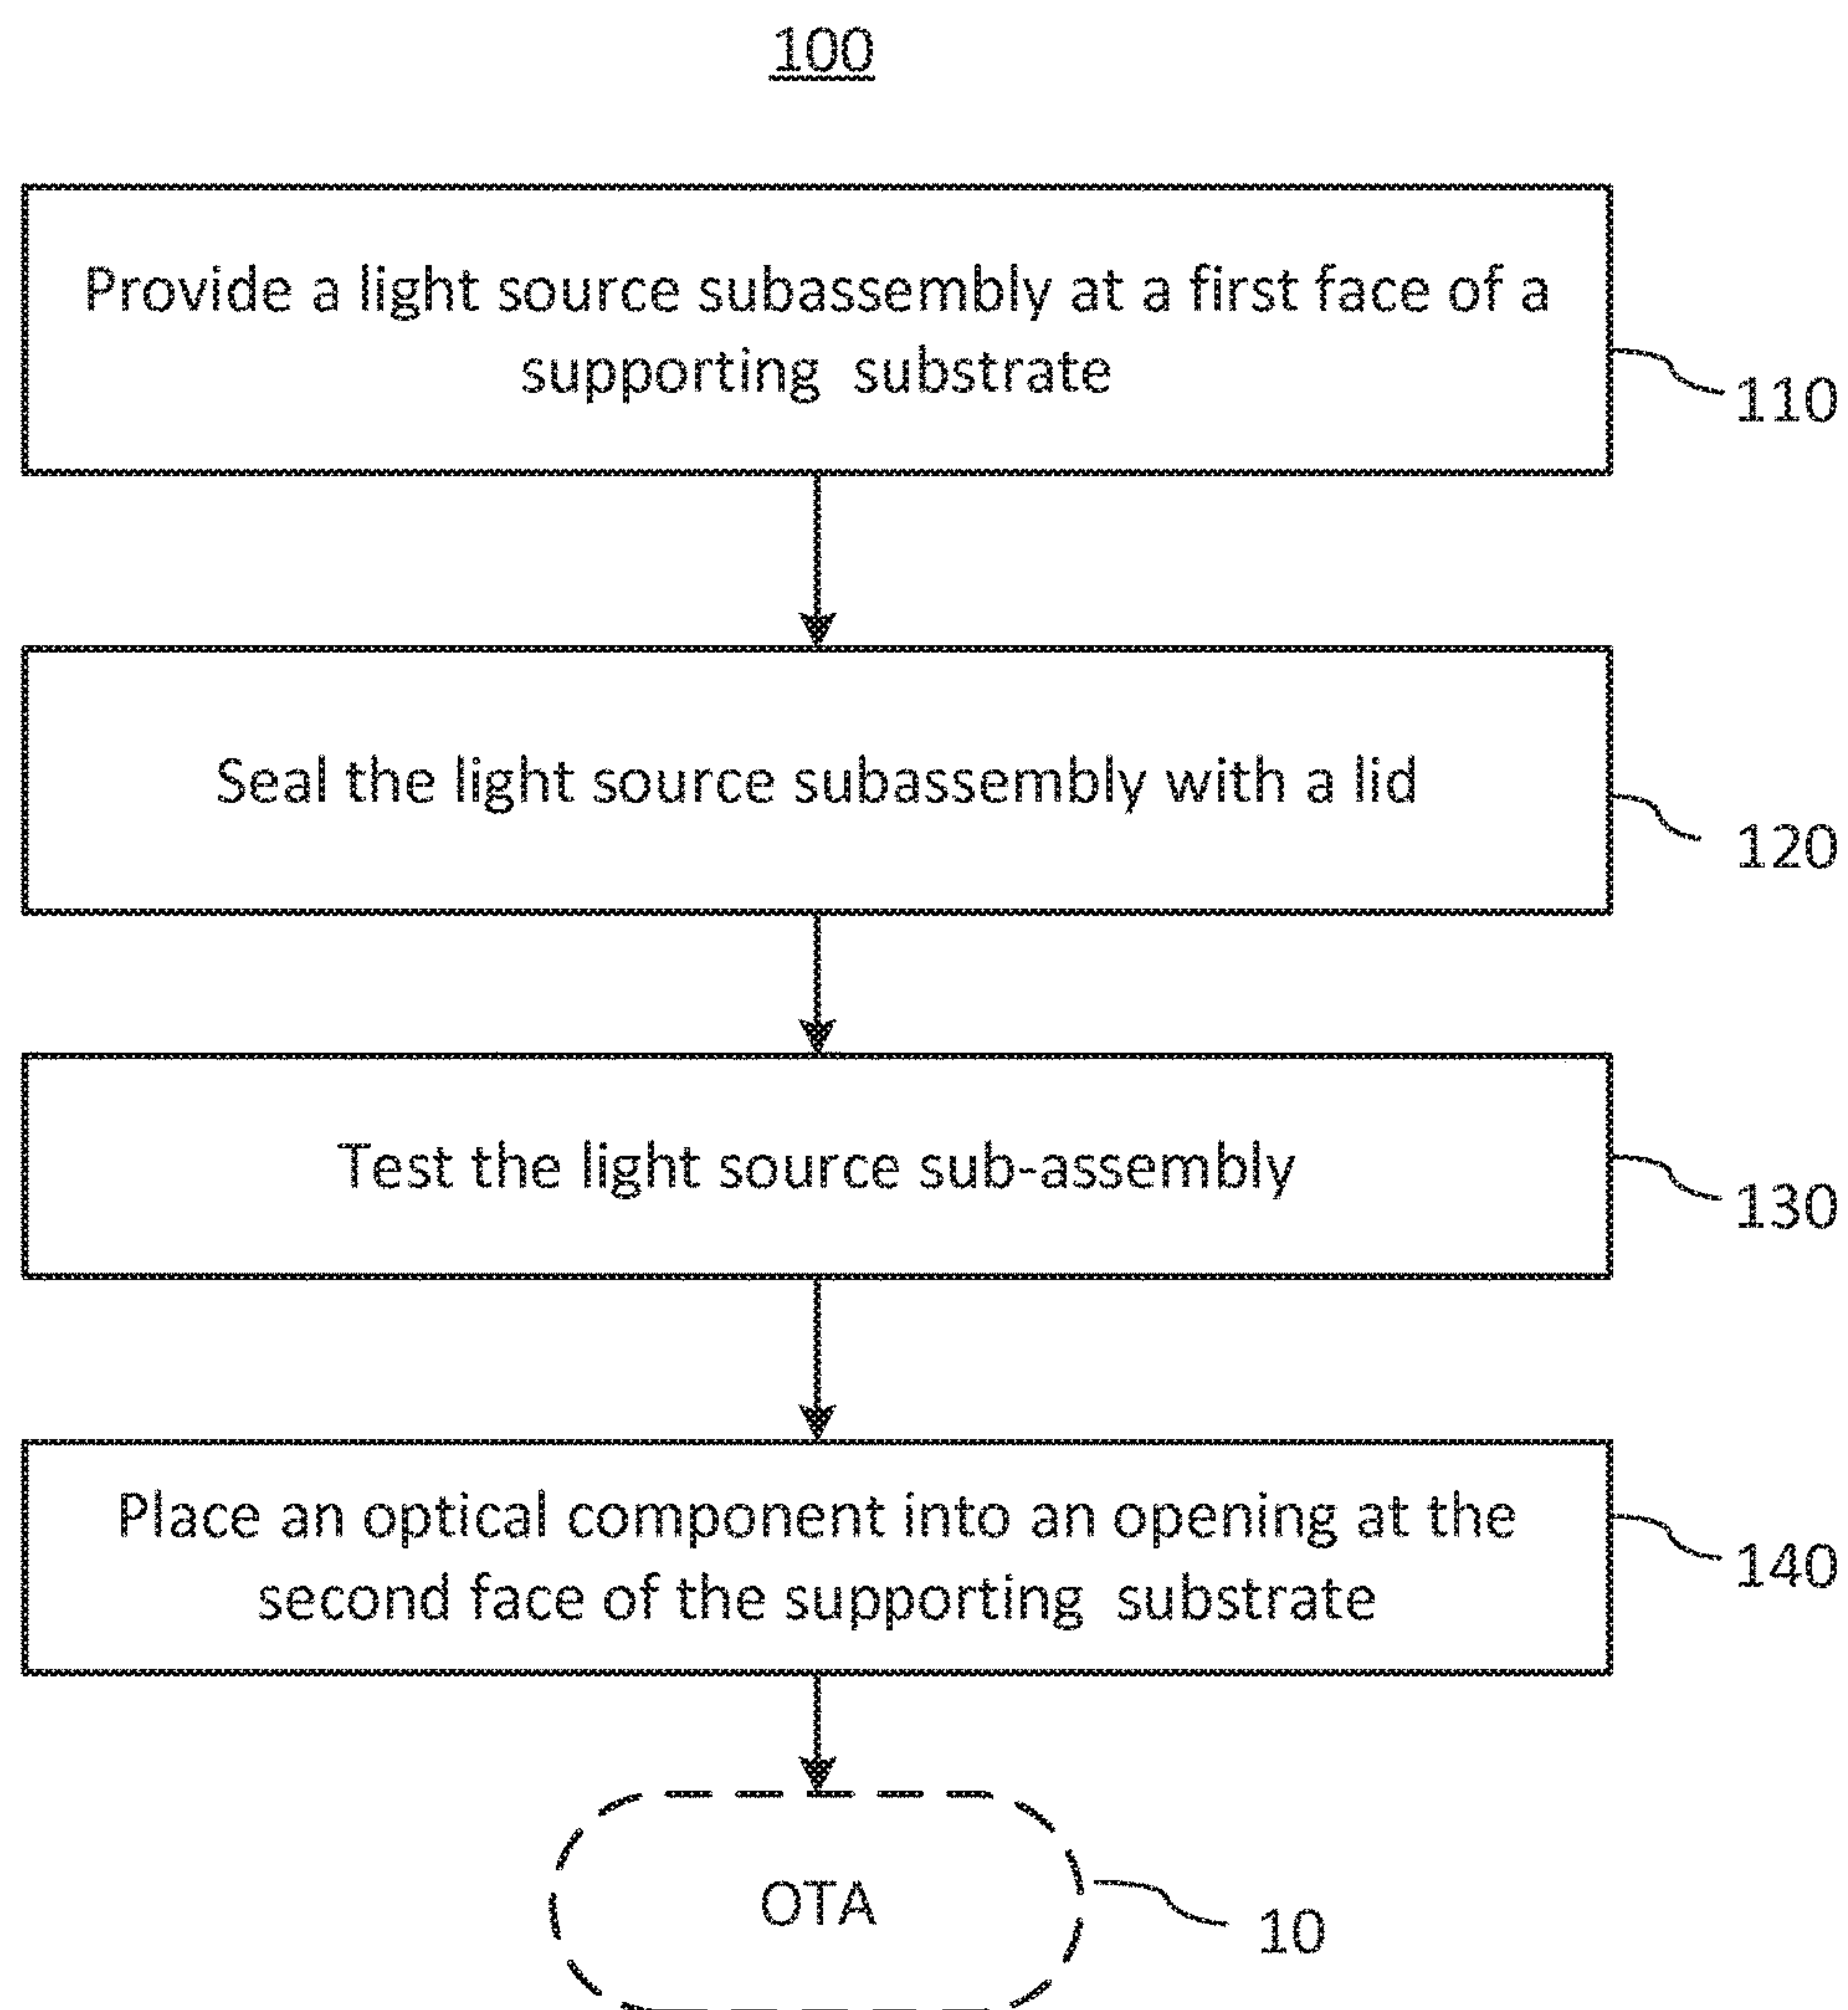 100
Provide a light source subassembly at a first face of a
supporting substrate
110
Seal the light source subassembly with a lid
120
Test the light source sub-assembly
130
Place an optical component into an opening at the
second face of the supporting substrate
140
OTA
10